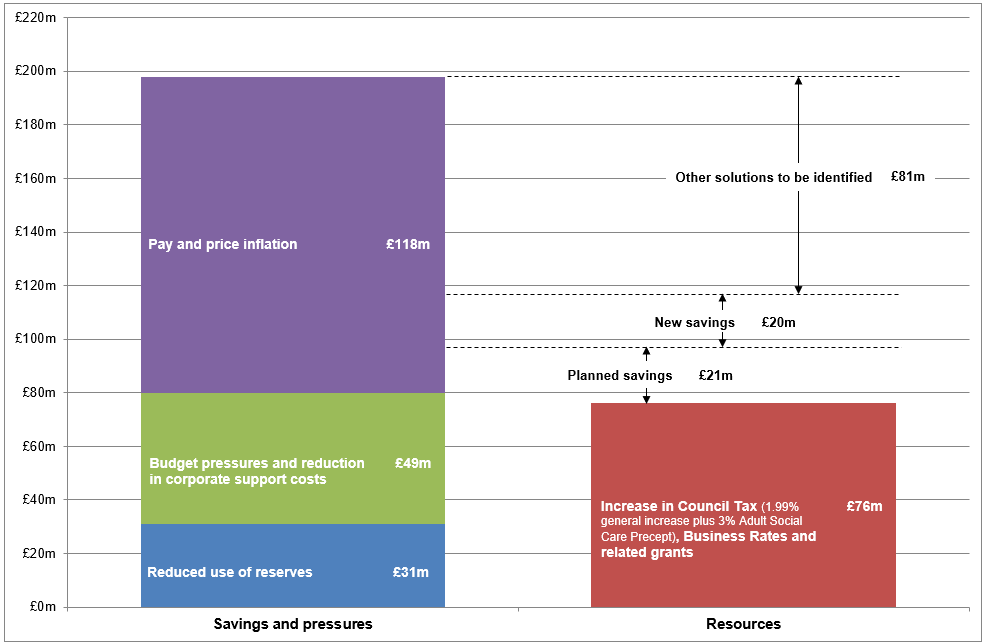 £220m
£200m
£180m
£160m
£140m
£120m
£100m
£80m
£60m
£40m
£20m
£0m
Pay and price inflation £118m
Budget pressures and reduction £49m
in corporate support costs
Reduced use of reserves £31m
Other solutions to be identified £81m
New savings £20m
Planned savings £21m
Increase in Council Tax (1.99% £76m
general increase plus 3% Adult Social
Care Precept), Business Rates and
related grants
Savings and pressures
Resources